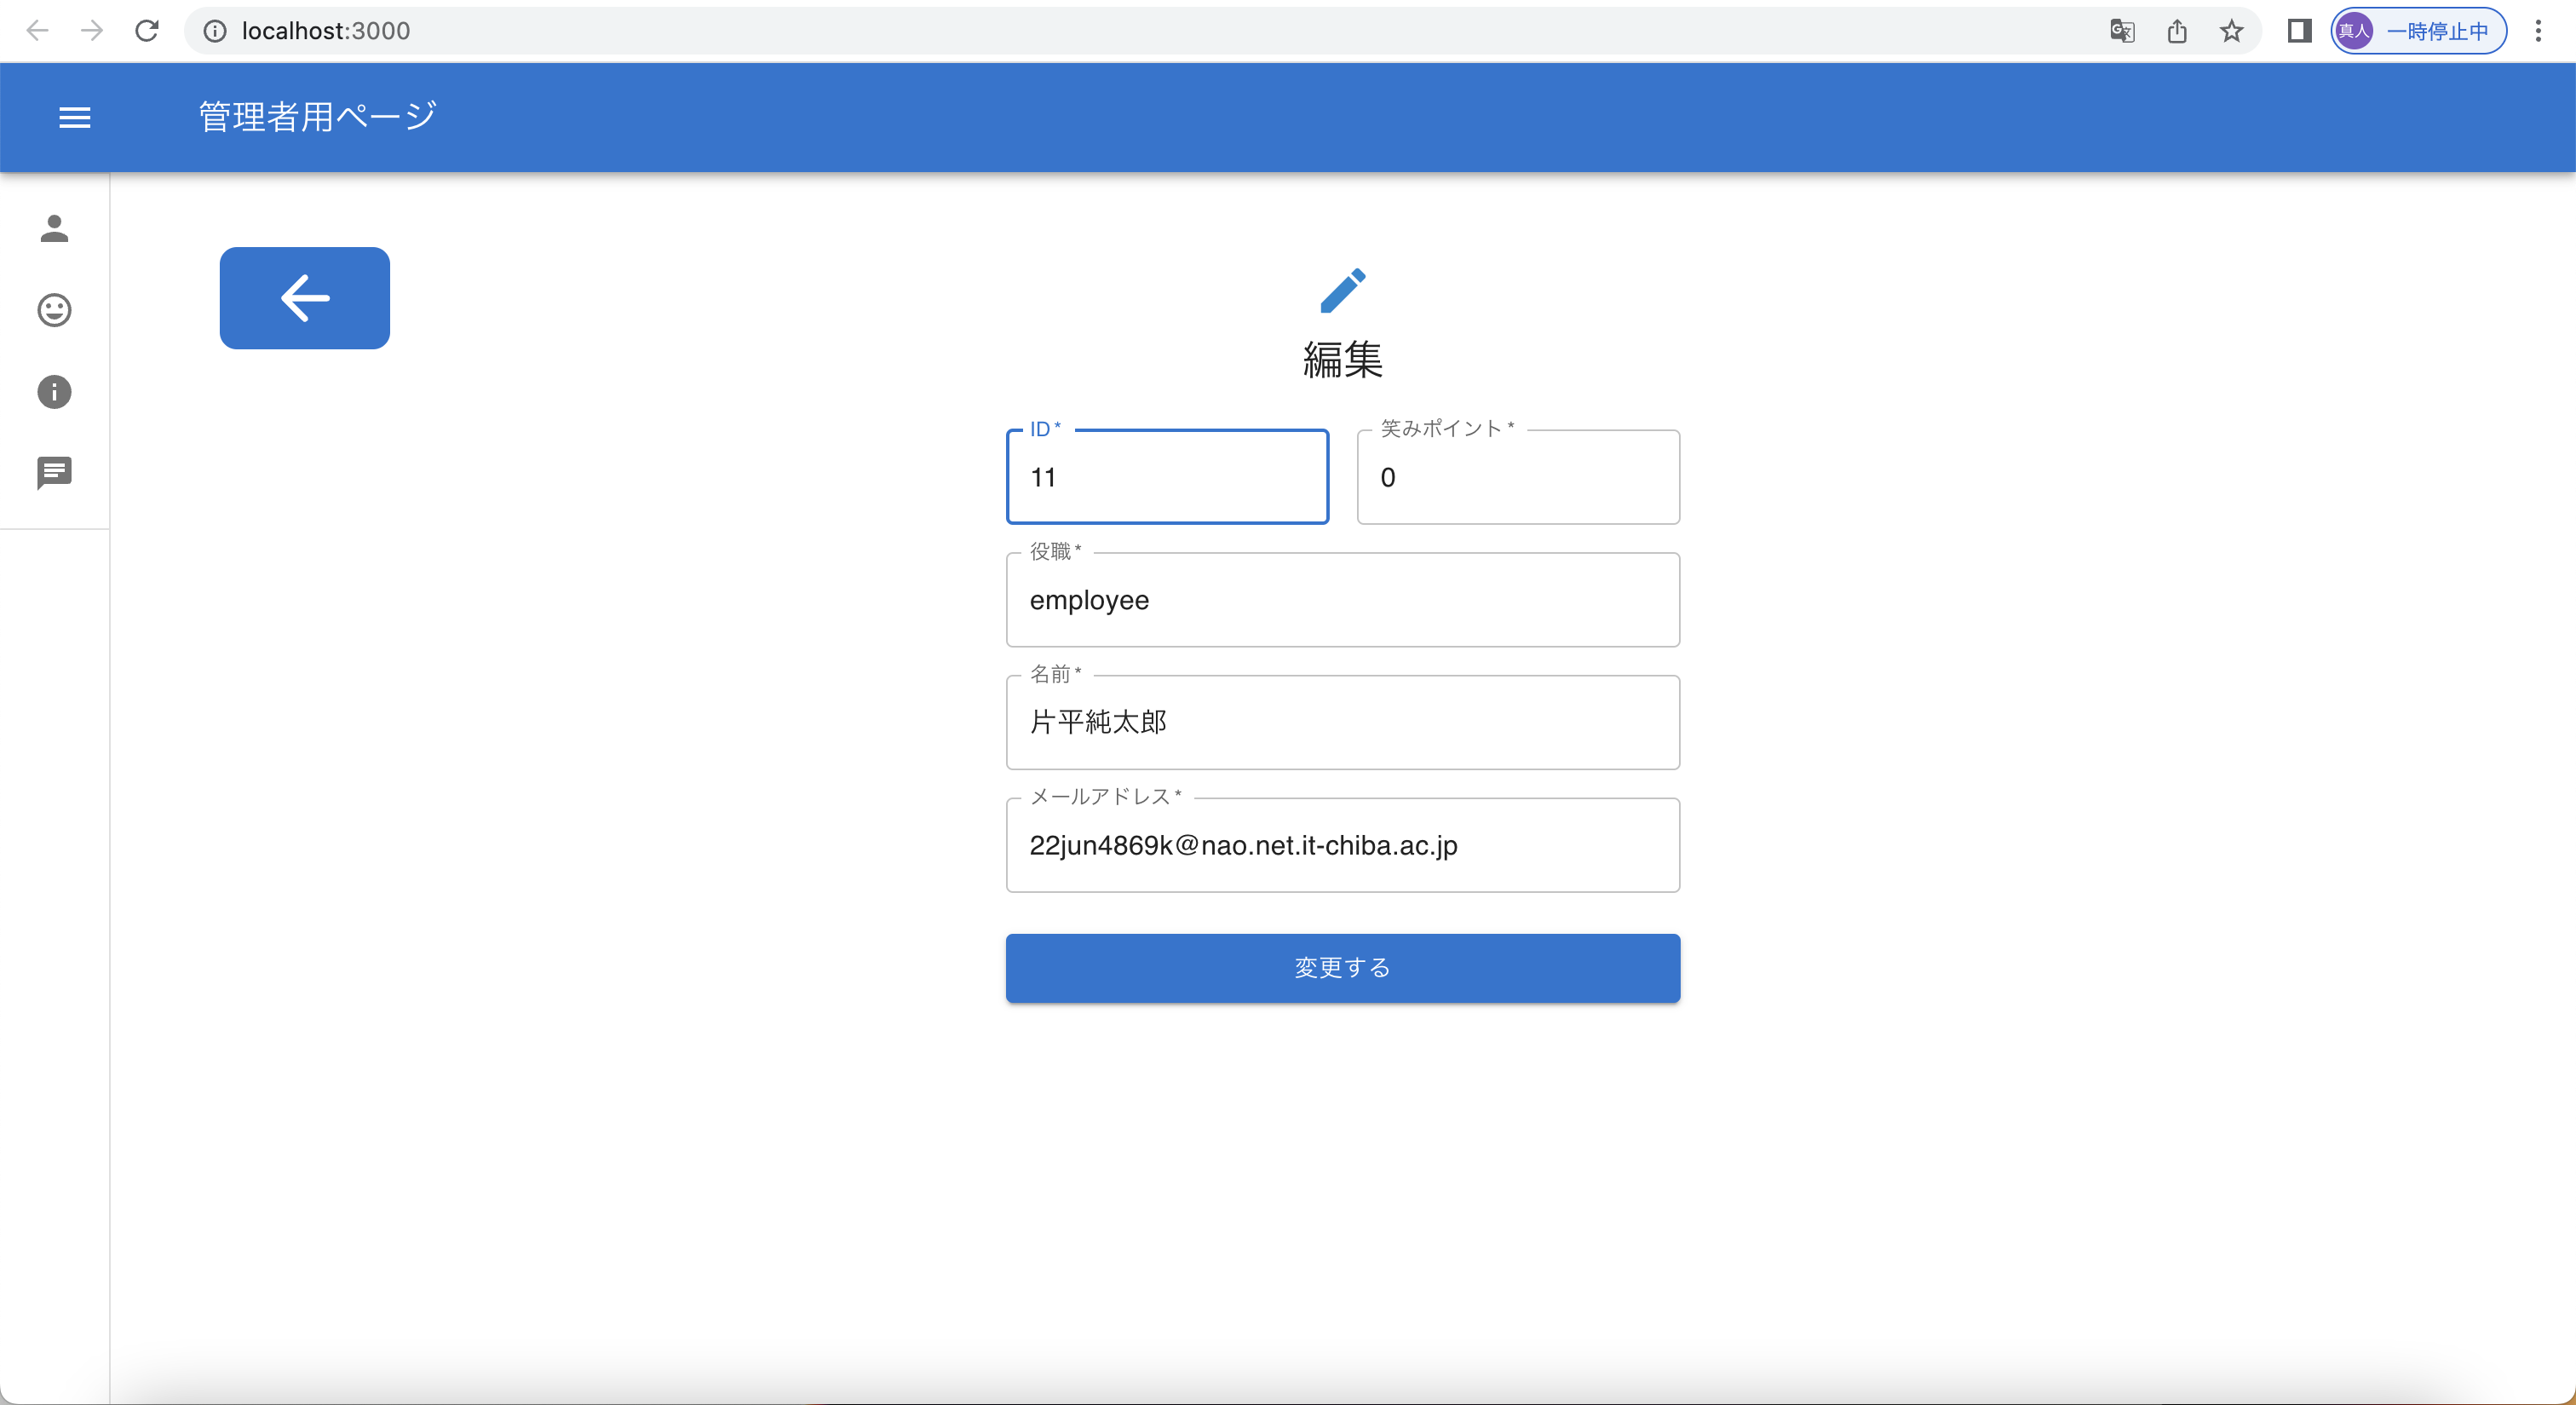 localhost:3000
真人 一時停止中
管理者用ページ
編集
ID *
11
笑みポイント *
0
役職 *
employee
名前 *
片平純太郎
メールアドレス *
22jun4869k@nao.net.it-chiba.ac.jp
変更する